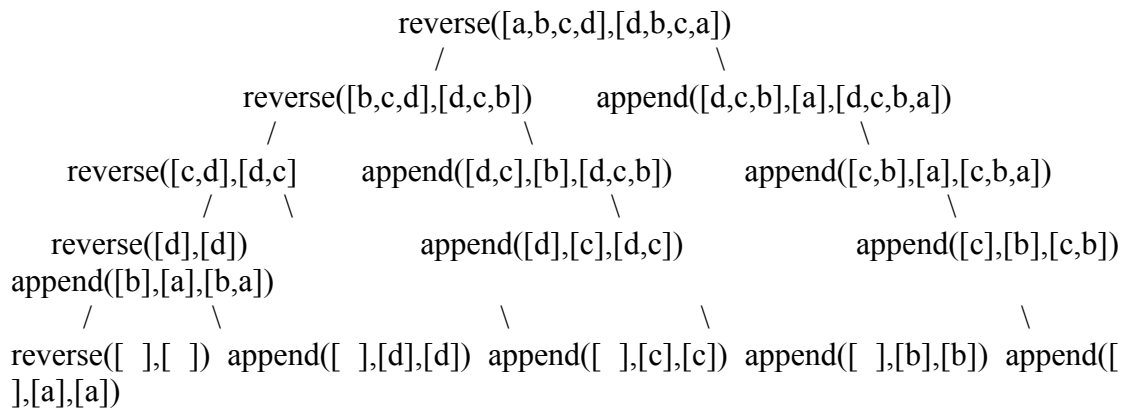 reverse([a,b,c,d],[d,b,c,a])
/ \
reverse([b,c,d],[d,c,b]) append([d,c,b],[a],[d,c,b,a])
/ \ \
reverse([c,d],[d,c] append([d,c],[b],[d,c,b]) append([c,b],[a],[c,b,a])
/ \ \ \
reverse([d],[d]) append([d],[c],[d,c]) append([c],[b],[c,b])
append([b],[a],[b,a])
/ \ \ \ \
reverse([ ],[ ]) append([ ],[d],[d]) append([ ],[c],[c]) append([ ],[b],[b]) append([
],[a],[a])